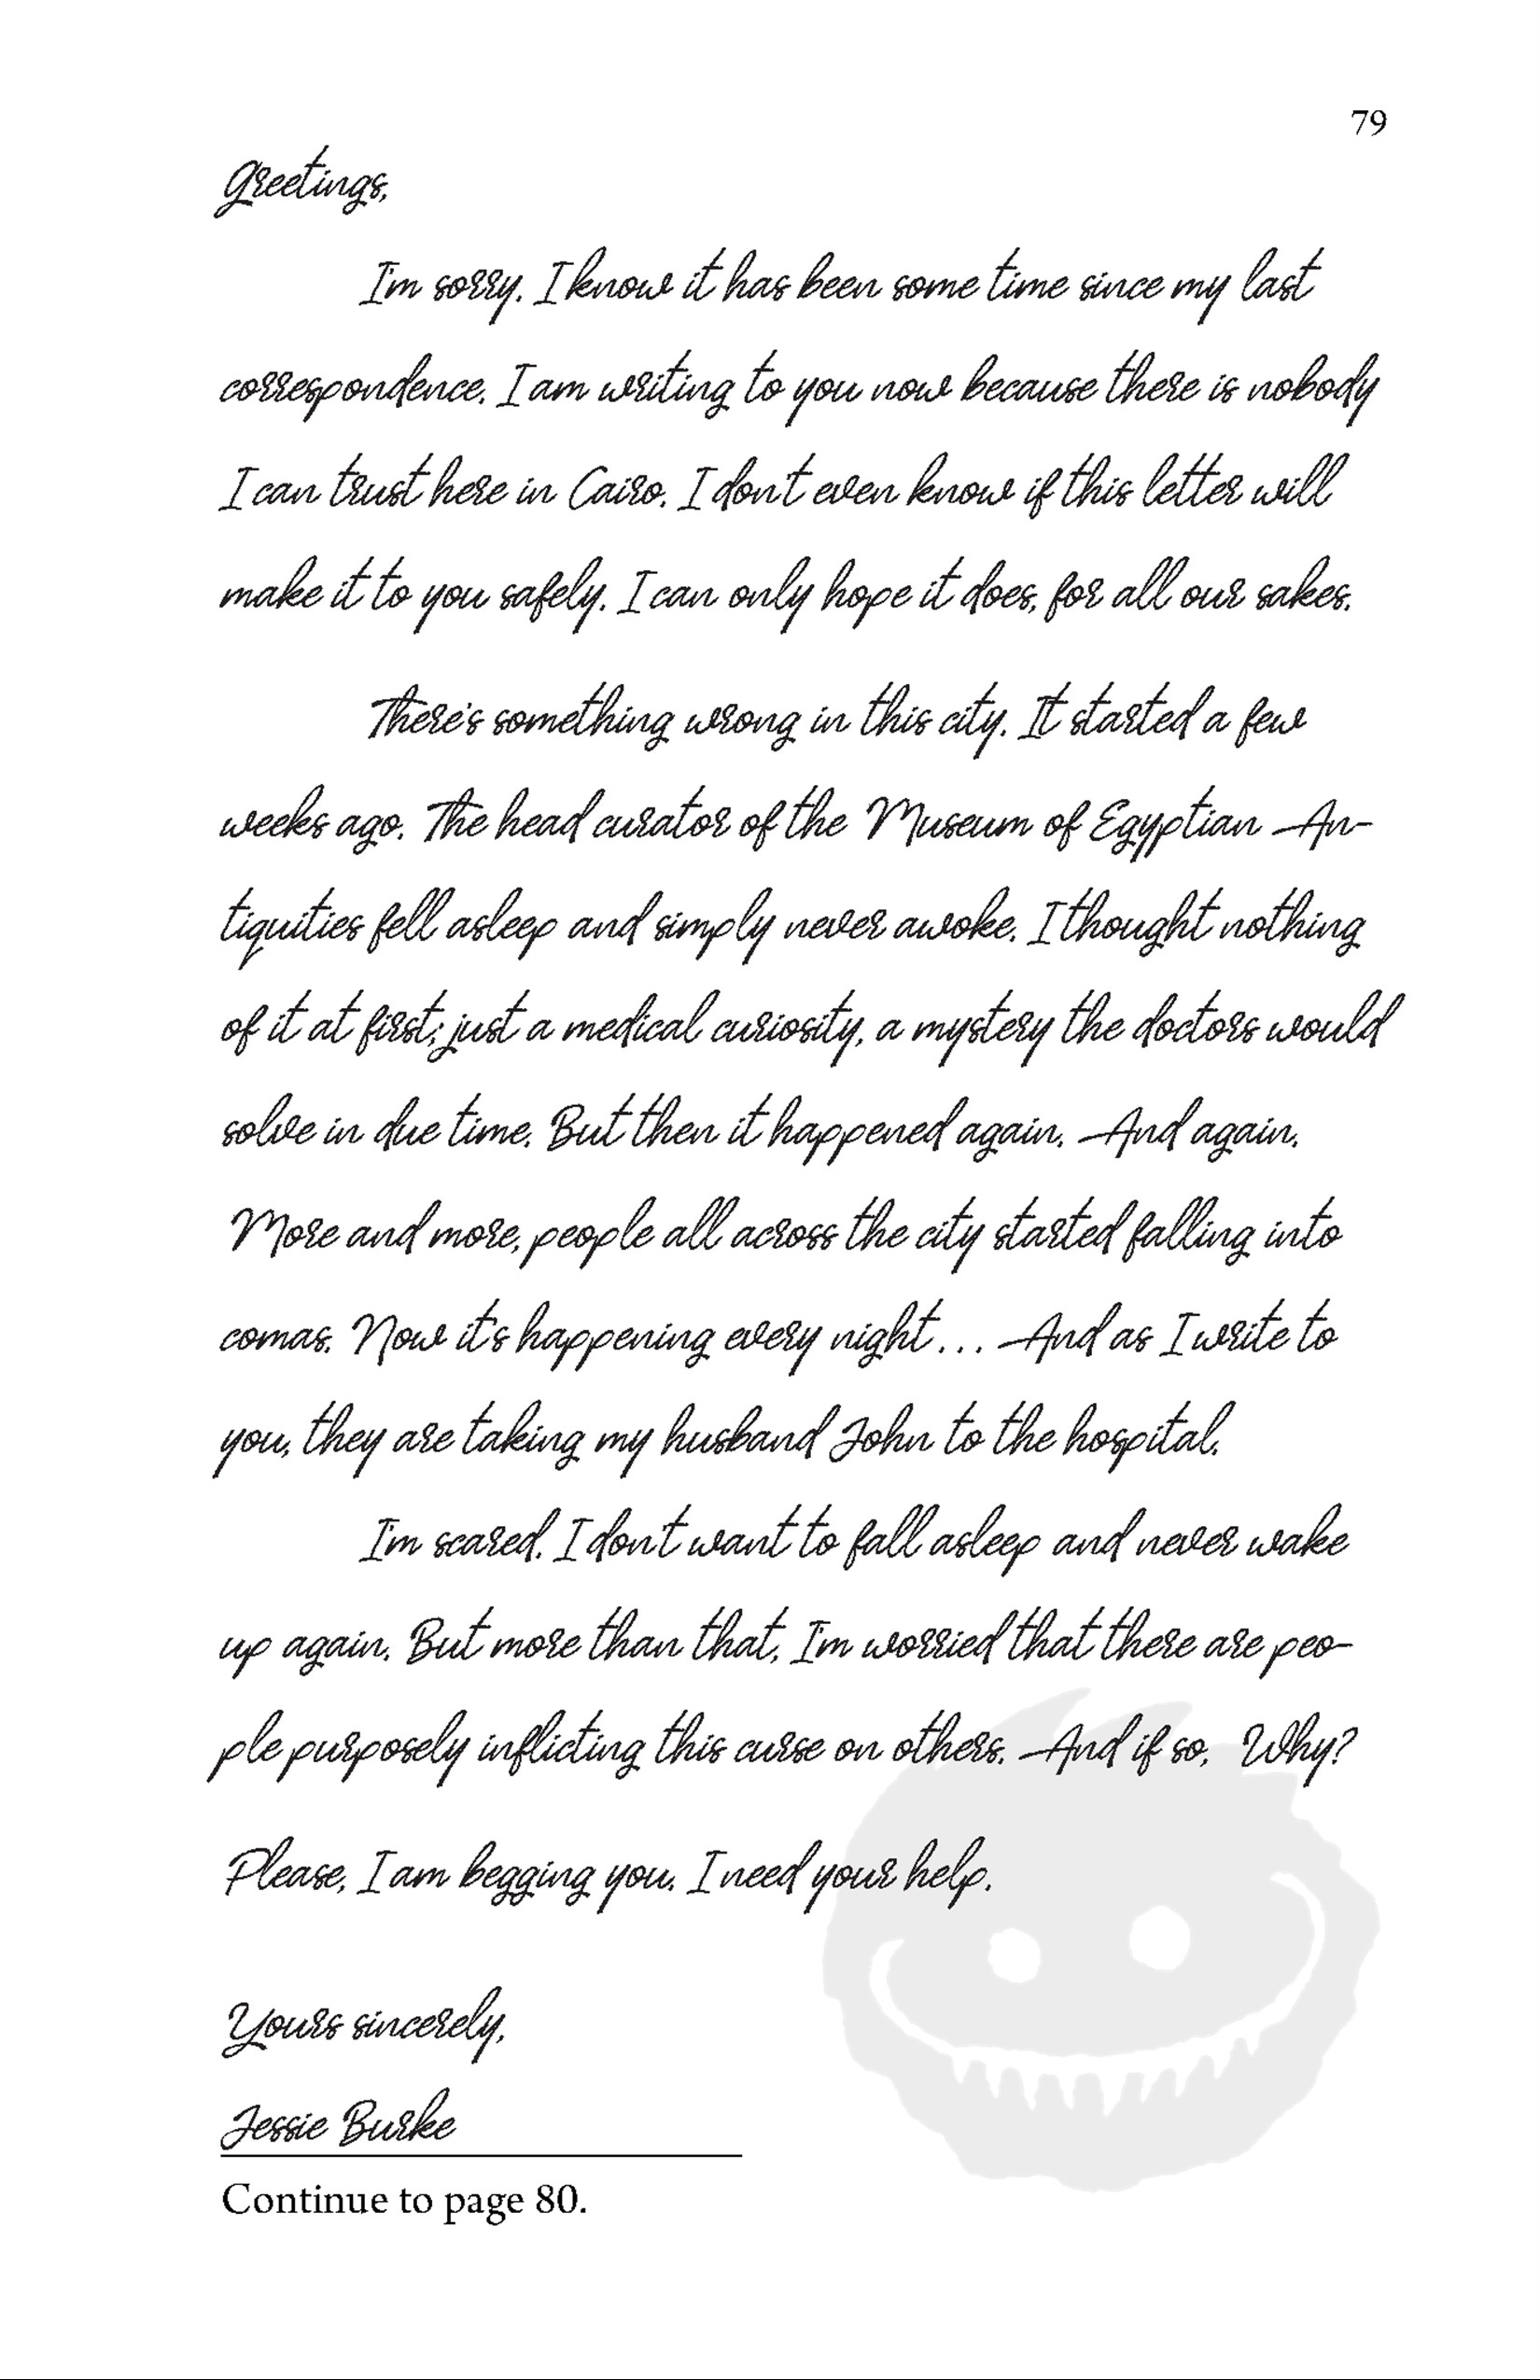 79
Greetings,
I'm sorry. I know it has been some time since my last
correspondence. I am writing to you now because there is nobody
I can trust here in Cairo. I don't even know if this letter will
make it to you safely. I can only hope it does, for all our sakes.
There's something wrong in this city. It started a few
weeks ago. The head curator of the Museum of Egyptian An-
tiquities fell asleep and simply never awoke. I thought nothing
of it at first; just a medical curiosity, a mystery the doctors would
solve in due time. But then it happened again. And again.
More and more, people all across the city started falling into
comas. Now it's happening every night... And as I write to
you, they are taking my husband John to the hospital.
I'm scared. I don't want to fall asleep and never wake
up again. But more than that, I'm worried that there are peo-
ple purposely inflicting this curse on others. And if so, Why?
Please, I am begging you. I need your help.
Yours sincerely,
Jessie Burke
Continue to page 80.